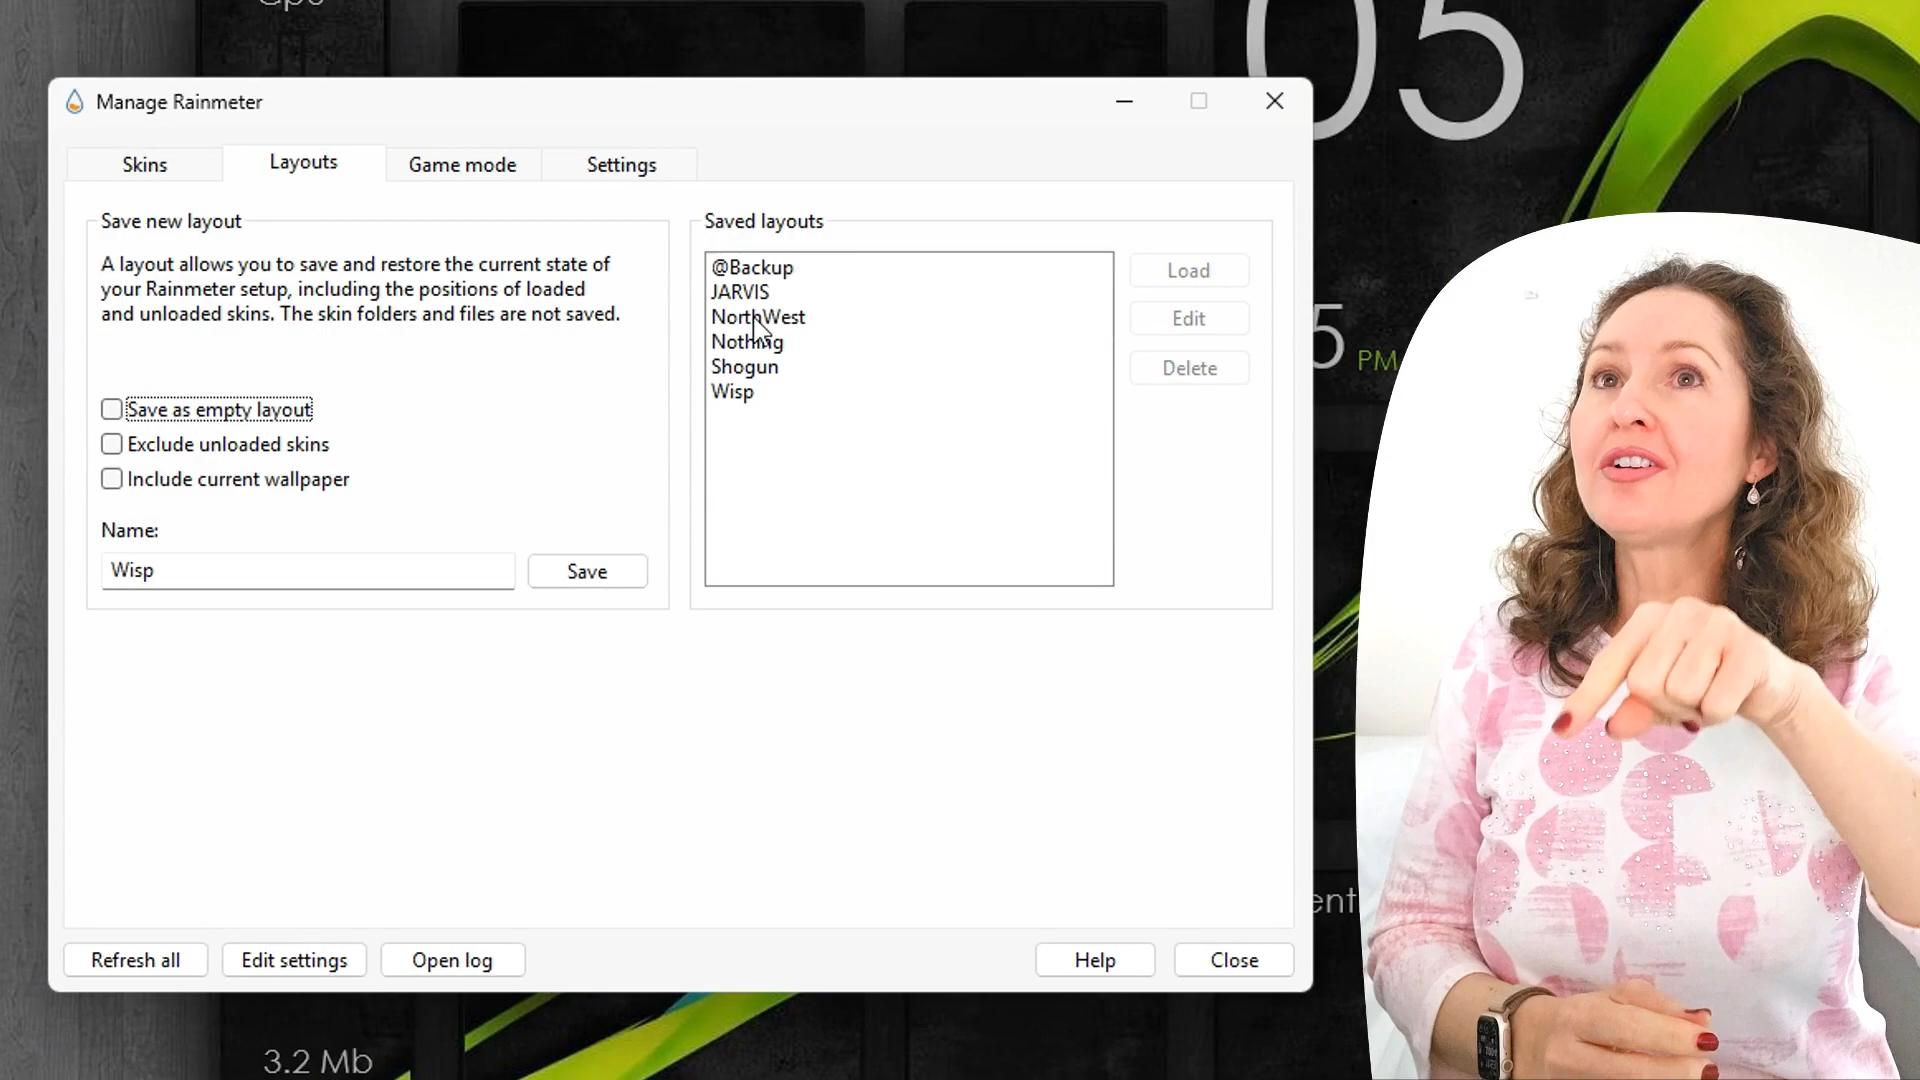 05
Manage Rainmeter
Skins
Layouts
Game mode
Settings
Save new layout
A layout allows you to save and restore the current state of
your Rainmeter setup, including the positions of loaded
and unloaded skins. The skin folders and files are not saved.
Save as empty layout
Exclude unloaded skins
Include current wallpaper
Name:
Wisp
Save
Saved layouts
@Backup
JARVIS
NorthWest
Nothing
Shogun
Wisp
Load
Edit
Delete
5 PM
Refresh all
Edit settings
Open log
Help
Close
3.2 Mb